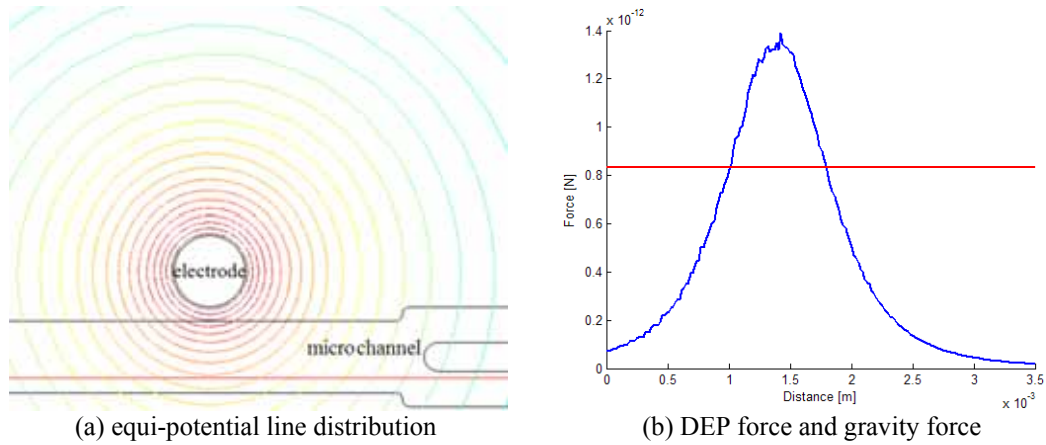 electrode
micro channel
(a) equi-potential line distribution
x 10⁻¹²
1.4
1.2
1
0.8
0.6
0.4
0.2
0
Force [N]
0 0.5 1 1.5 2 2.5 3 3.5
Distance [m]
x 10⁻³
(b) DEP force and gravity force